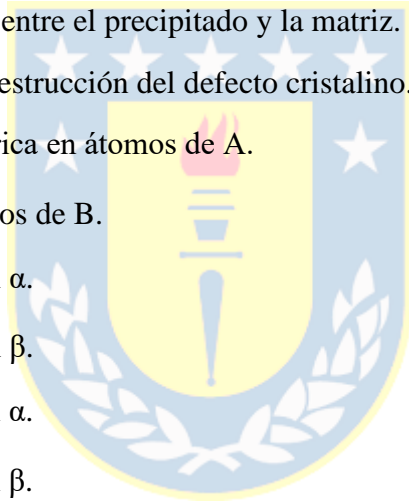 entre el precipitado y la matriz.
estrucción del defecto cristalino.
rica en átomos de A.
os de B.
α.
β.
α.
β.